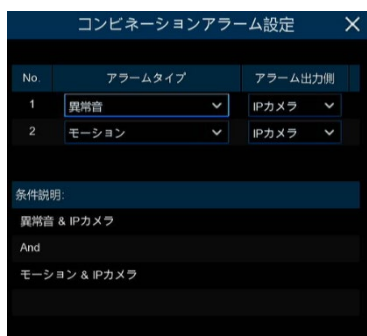 コンビネーションアラーム設定
No. アラームタイプ アラーム出力側
1 異常音 IPカメラ
2 モーション IPカメラ
条件説明:
異常音 & IPカメラ
And
モーション & IPカメラ